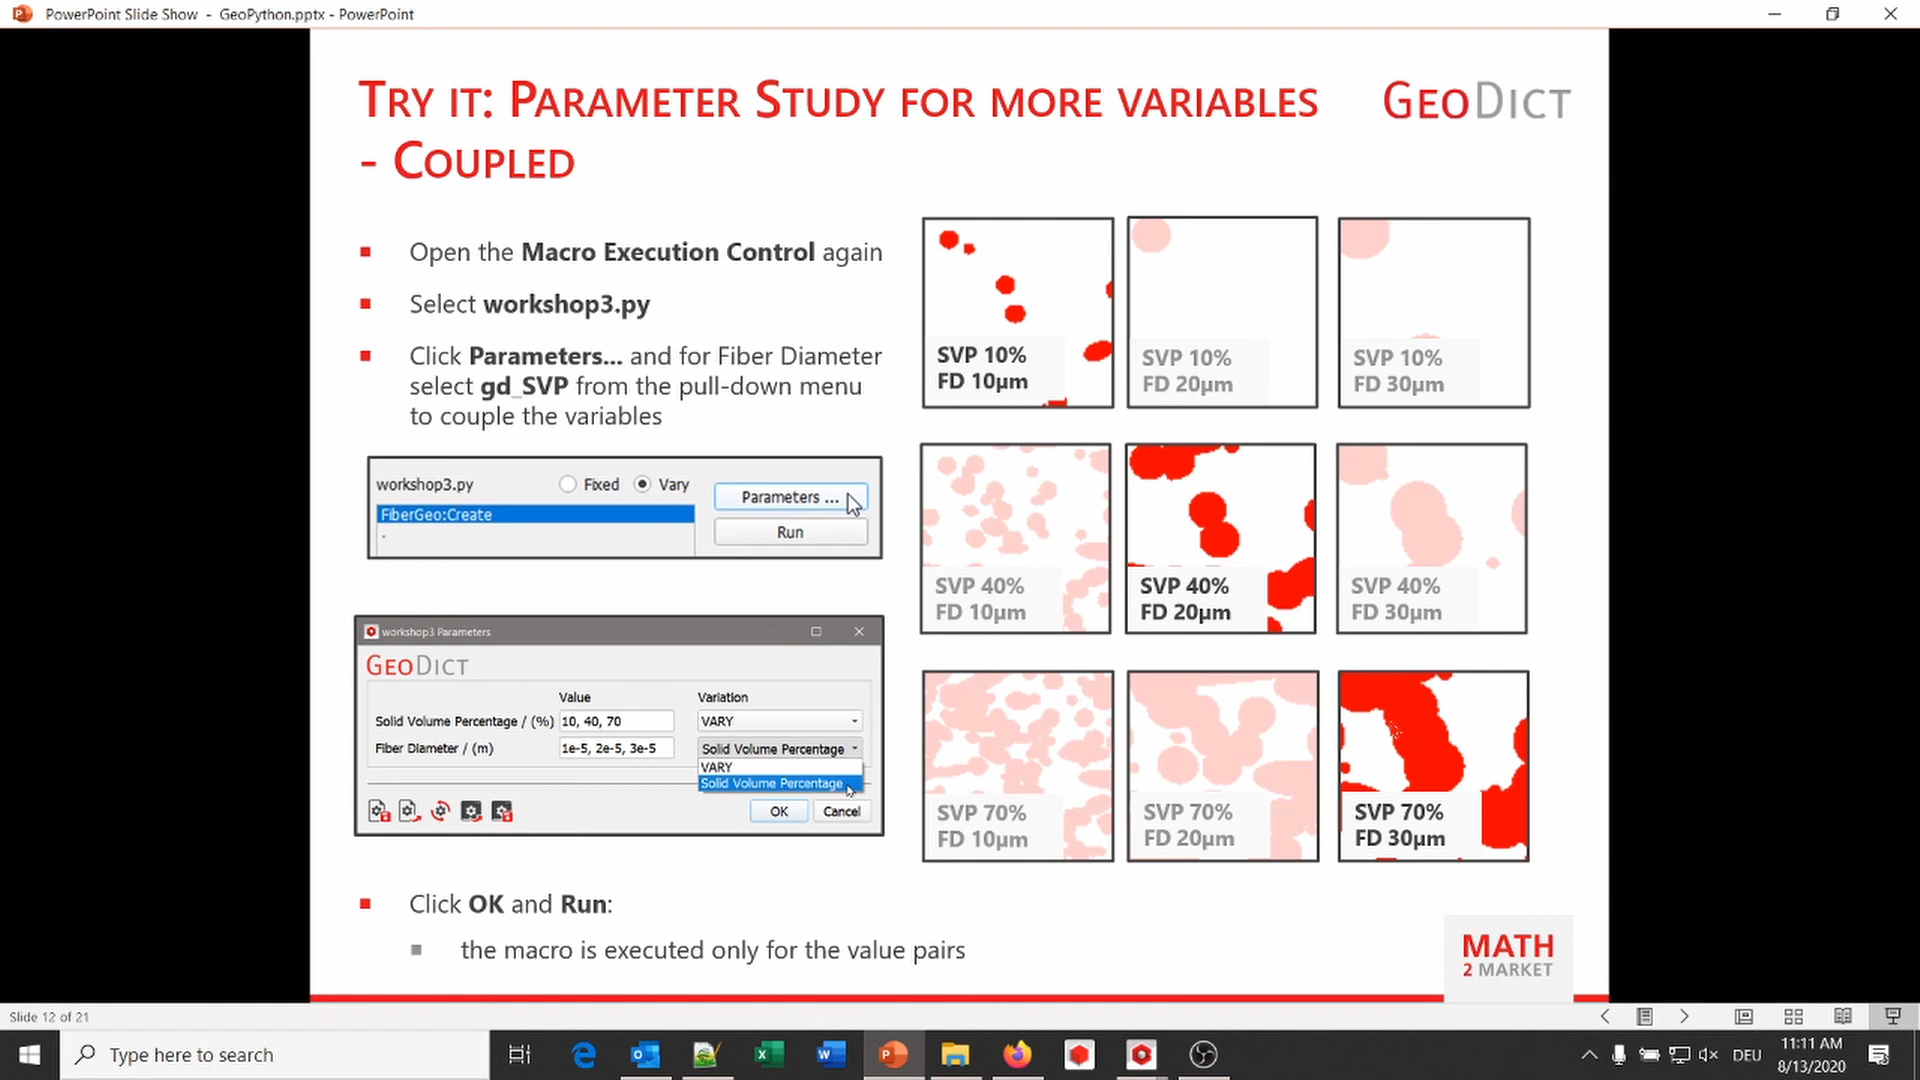 PowerPoint Slide Show - GeoPython.pptx - PowerPoint
TRY IT: PARAMETER STUDY FOR MORE VARIABLES
- COUPLED
GEODICT
Open the Macro Execution Control again
Select workshop3.py
Click Parameters... and for Fiber Diameter
select gd_SVP from the pull-down menu
to couple the variables
workshop3.py
Fixed
Vary
Parameters ...
FiberGeo:Create
Run
workshop3 Parameters
GEODICT
Value
Variation
Solid Volume Percentage / (%)
10, 40, 70
VARY
Fiber Diameter / (m)
1e-5, 2e-5, 3e-5
Solid Volume Percentage
VARY
Solid Volume Percentage
OK
Cancel
SVP 10%
FD 10µm
SVP 10%
FD 20µm
SVP 10%
FD 30µm
SVP 40%
FD 10µm
SVP 40%
FD 20µm
SVP 40%
FD 30µm
SVP 70%
FD 10µm
SVP 70%
FD 20µm
SVP 70%
FD 30µm
Click OK and Run:
the macro is executed only for the value pairs
MATH
2 MARKET
Slide 12 of 21
Type here to search
DEU
11:11 AM
8/13/2020